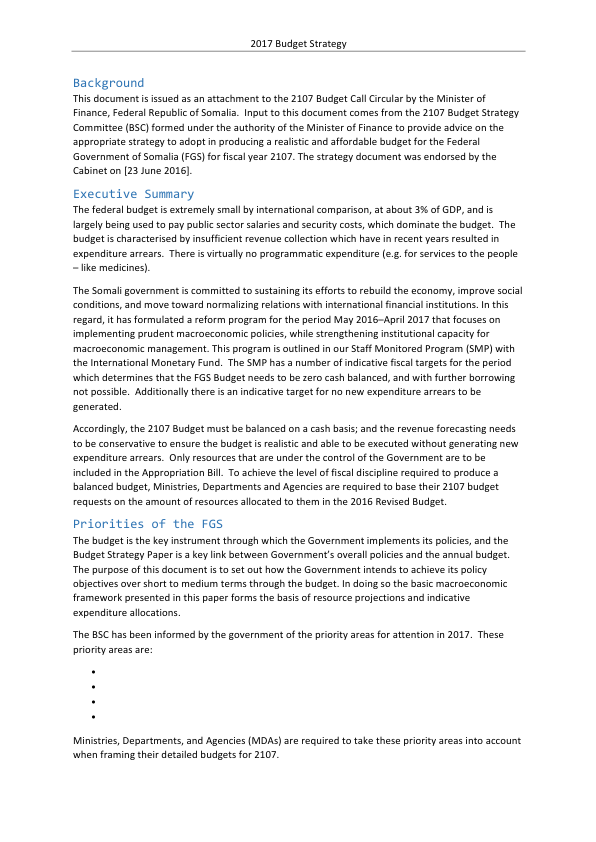 2017 Budget Strategy
Background
This document is issued as an attachment to the 2107 Budget Call Circular by the Minister of
Finance, Federal Republic of Somalia.  Input to this document comes from the 2107 Budget Strategy
Committee (BSC) formed under the authority of the Minister of Finance to provide advice on the
appropriate strategy to adopt in producing a realistic and affordable budget for the Federal
Government of Somalia (FGS) for fiscal year 2107. The strategy document was endorsed by the
Cabinet on [23 June 2016].
Executive Summary
The federal budget is extremely small by international comparison, at about 3% of GDP, and is
largely being used to pay public sector salaries and security costs, which dominate the budget.  The
budget is characterised by insufficient revenue collection which have in recent years resulted in
expenditure arrears.  There is virtually no programmatic expenditure (e.g. for services to the people
– like medicines).
The Somali government is committed to sustaining its efforts to rebuild the economy, improve social
conditions, and move toward normalizing relations with international financial institutions. In this
regard, it has formulated a reform program for the period May 2016–April 2017 that focuses on
implementing prudent macroeconomic policies, while strengthening institutional capacity for
macroeconomic management. This program is outlined in our Staff Monitored Program (SMP) with
the International Monetary Fund.  The SMP has a number of indicative fiscal targets for the period
which determines that the FGS Budget needs to be zero cash balanced, and with further borrowing
not possible.  Additionally there is an indicative target for no new expenditure arrears to be
generated.
Accordingly, the 2107 Budget must be balanced on a cash basis; and the revenue forecasting needs
to be conservative to ensure the budget is realistic and able to be executed without generating new
expenditure arrears.  Only resources that are under the control of the Government are to be
included in the Appropriation Bill.  To achieve the level of fiscal discipline required to produce a
balanced budget, Ministries, Departments and Agencies are required to base their 2107 budget
requests on the amount of resources allocated to them in the 2016 Revised Budget.
Priorities of the FGS
The budget is the key instrument through which the Government implements its policies, and the
Budget Strategy Paper is a key link between Government’s overall policies and the annual budget.
The purpose of this document is to set out how the Government intends to achieve its policy
objectives over short to medium terms through the budget. In doing so the basic macroeconomic
framework presented in this paper forms the basis of resource projections and indicative
expenditure allocations.
The BSC has been informed by the government of the priority areas for attention in 2017.  These
priority areas are:
•
•
•
•
Ministries, Departments, and Agencies (MDAs) are required to take these priority areas into account
when framing their detailed budgets for 2107.